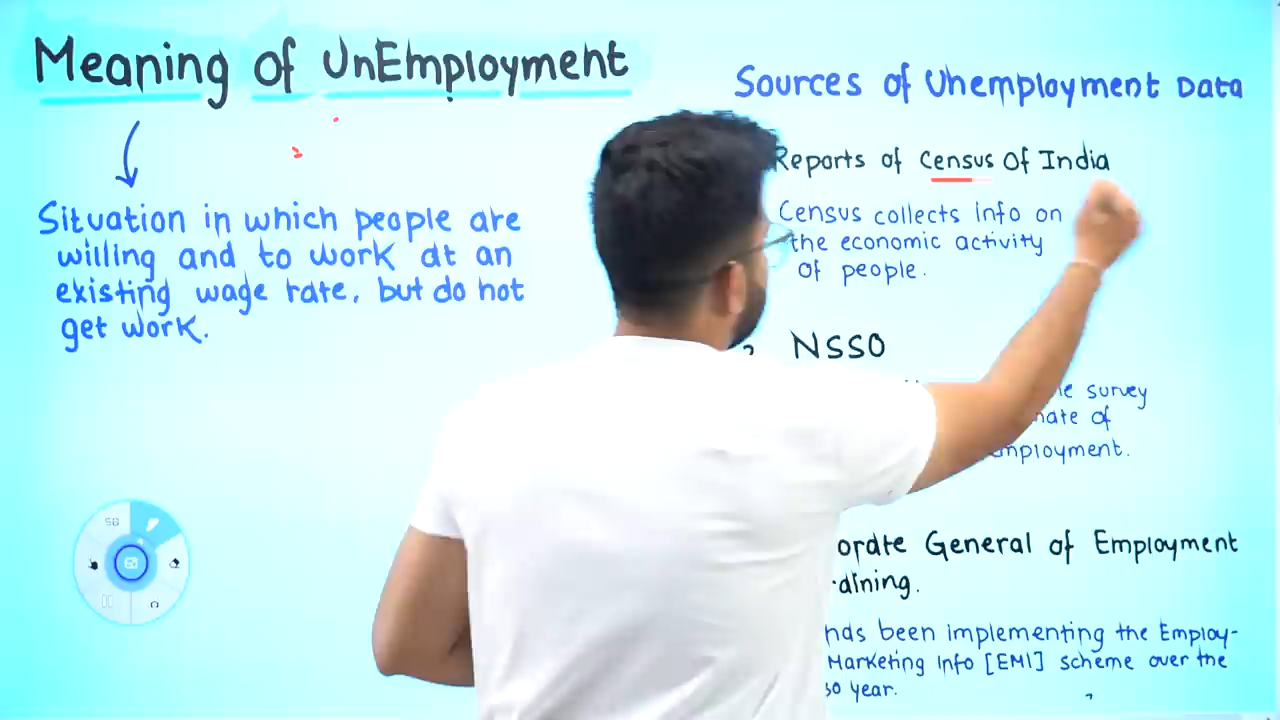 Meaning of UnEmployment
Situation in which people are
willing and to work at an
existing wage rate, but do not
get work.
Sources of Unemployment Data
Reports of Census Of India
Census collects info on
the economic activity
of people.
NSSO
survey
of
General of Employment
has been implementing the Employ-
Marketing Info [EMI] scheme over the
year.